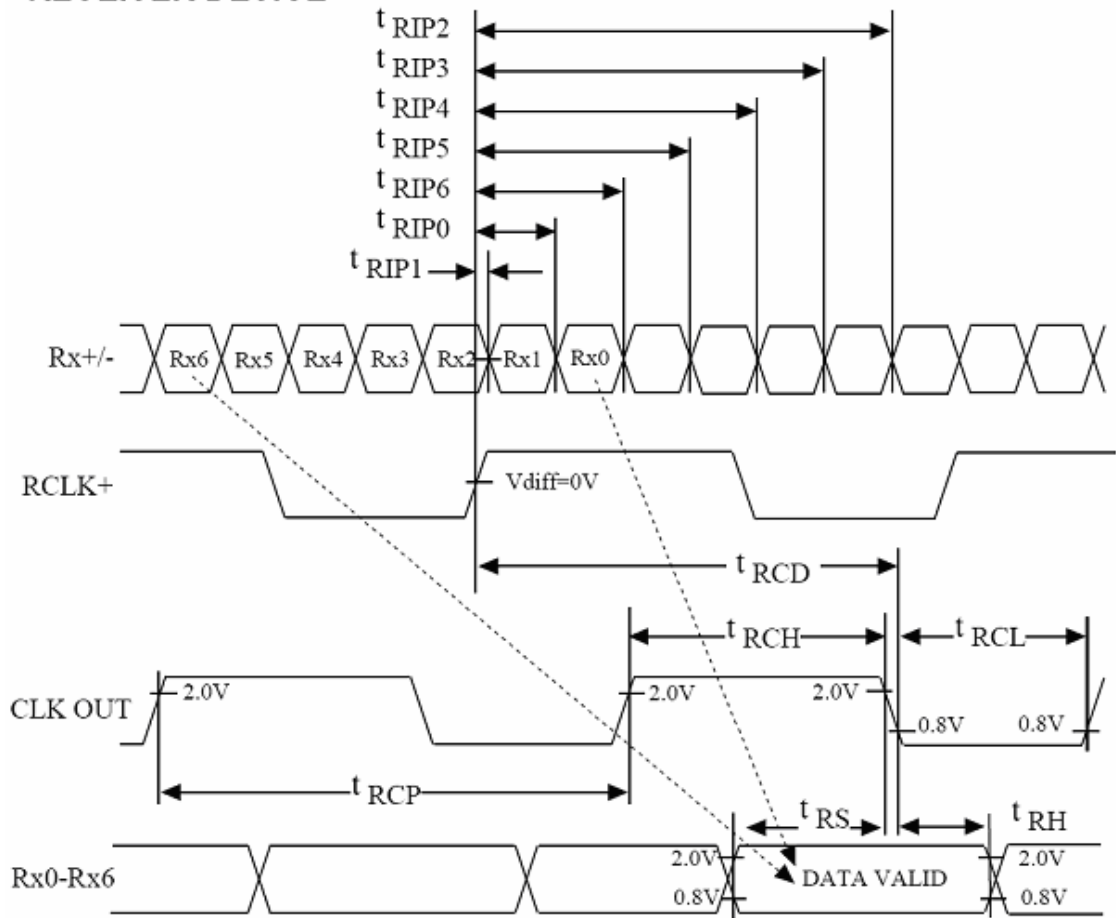 t RIP2
t RIP3
t RIP4
t RIP5
t RIP6
t RIP0
t RIP1
Rx+/- Rx6 Rx5 Rx4 Rx3 Rx2 Rx1 Rx0
RCLK+ Vdiff=0V
t RCD
t RCH t RCL
CLK OUT 2.0V 2.0V 2.0V 0.8V 0.8V
t RCP
t RS t RH
Rx0-Rx6 2.0V DATA VALID 2.0V
0.8V 0.8V